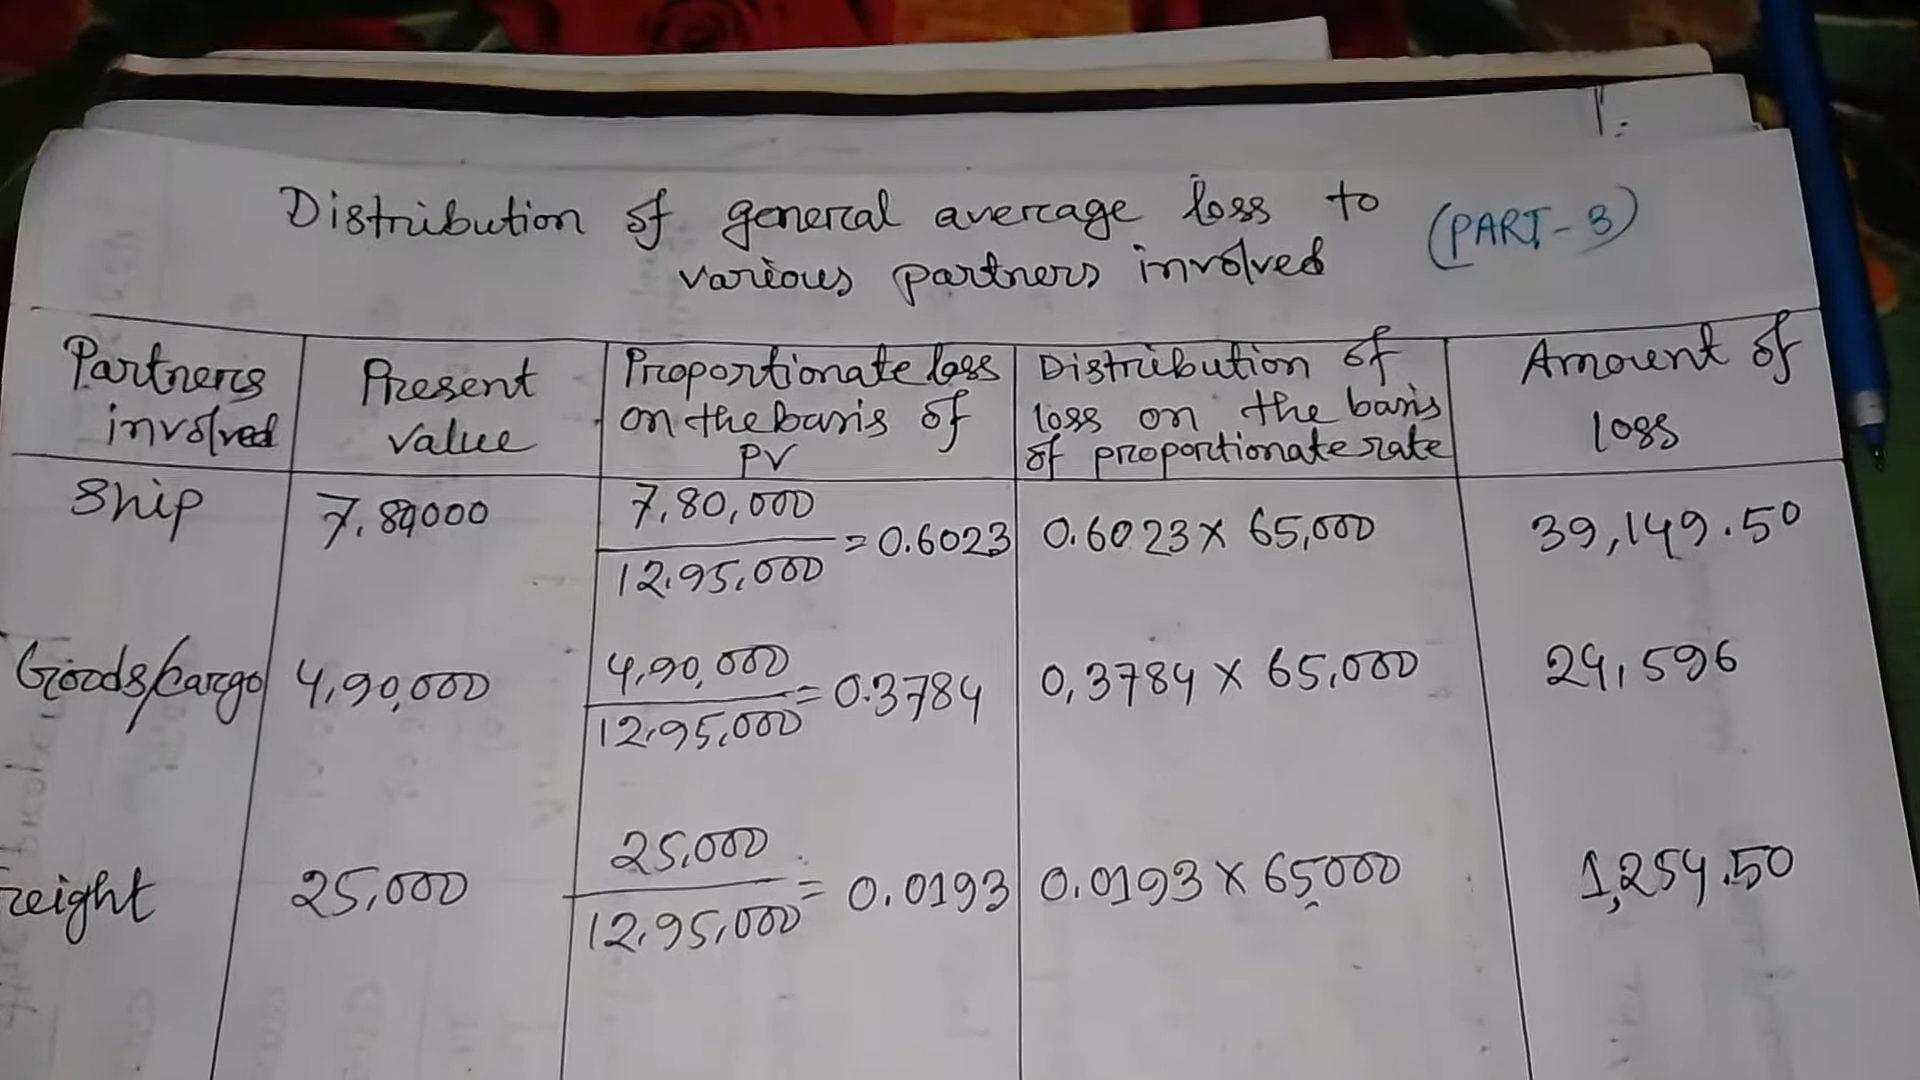 Distribution of general average loss to
various partners involved
(PART-3)
Partners involved
Present value
Proportionate loss on the basis of PV
Distribution of loss on the basis of proportionate rate
Amount of loss
Ship
7,80,000
7,80,000
12,95,000
= 0.6023
0.6023 x 65,000
39,149.50
Goods/cargo
4,90,000
4,90,000
12,95,000
= 0.3784
0.3784 x 65,000
24,596
reight
25,000
25,000
12,95,000
= 0.0193
0.0193 x 65000
1,254.50